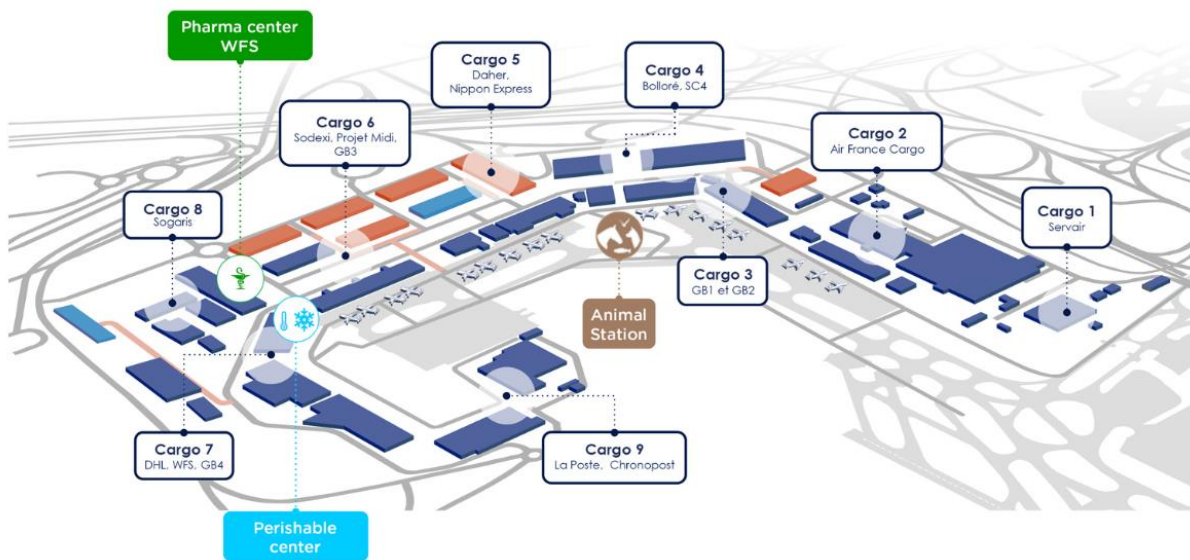 Pharma center
WFS
Cargo 5
Daher,
Nippon Express
Cargo 4
Bolloré, SC4
Cargo 6
Sodexi, Projet Midi,
GB3
Cargo 2
Air France Cargo
Cargo 8
Sogaris
Cargo 1
Servair
Cargo 3
GB1 et GB2
Animal
Station
Cargo 7
DHL, WFS, GB4
Cargo 9
La Poste, Chronopost
Perishable
center